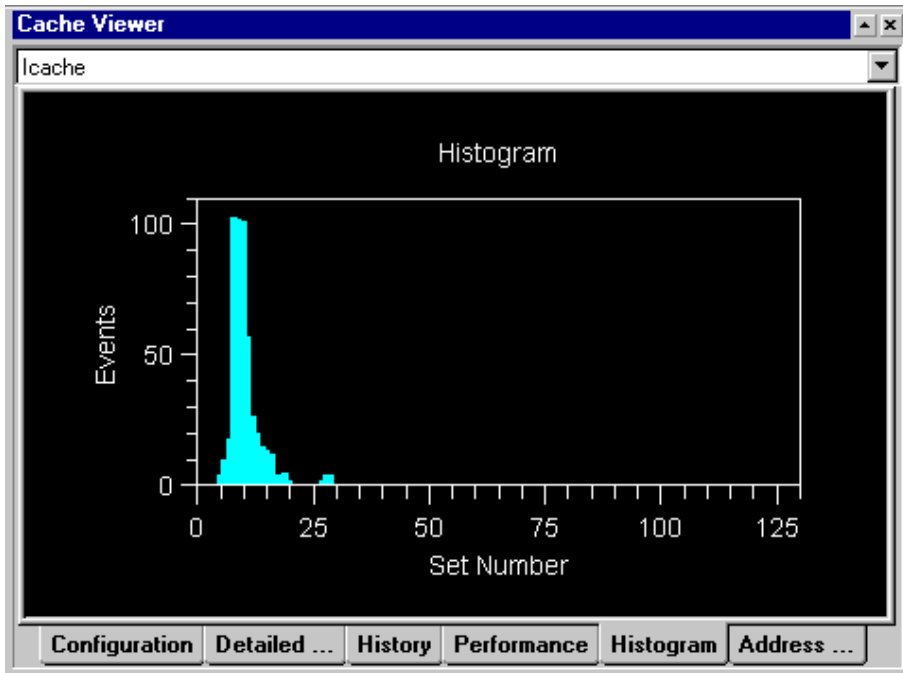 Cache Viewer
Icache
Histogram
100
50
0
Events
0 25 50 75 100 125
Set Number
Configuration Detailed ... History Performance Histogram Address ...